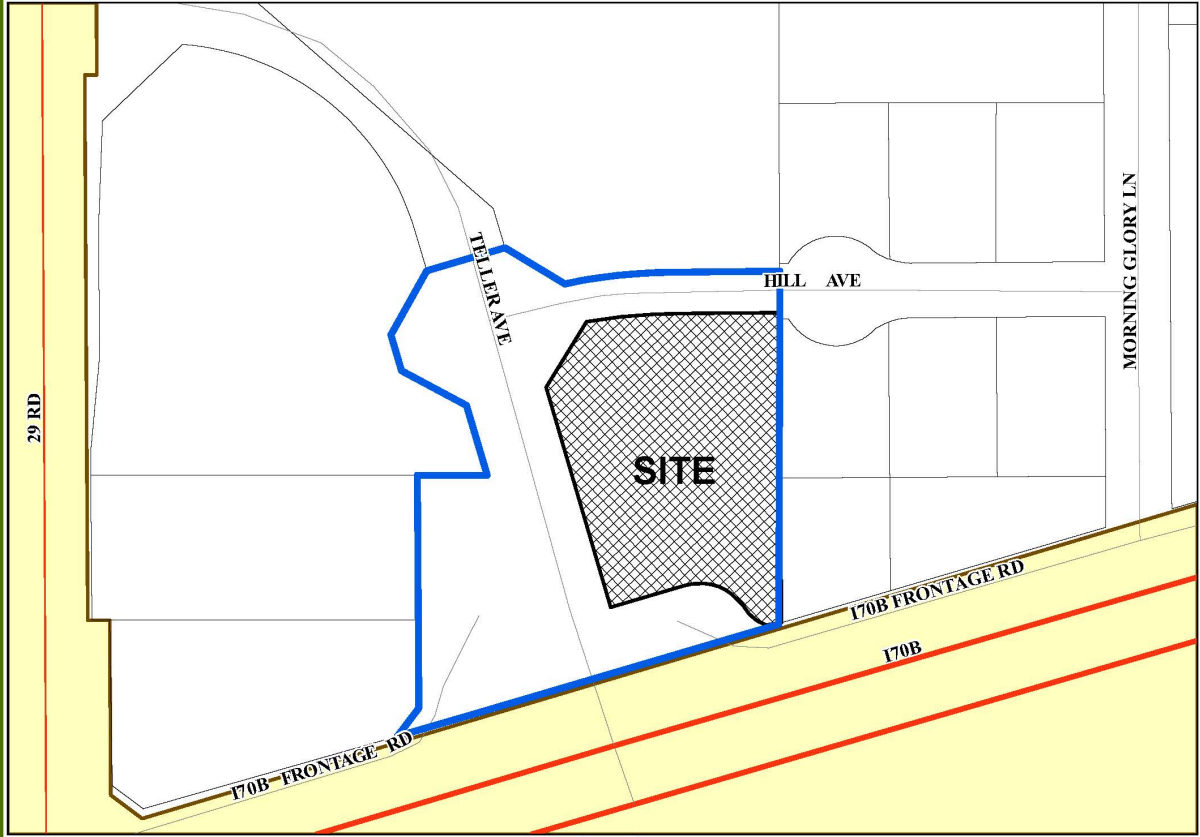 MORNING GLORY LN
TELLER AVE
HILL AVE
29 RD
SITE
I70B FRONTAGE RD
I70B
I70B FRONTAGE RD